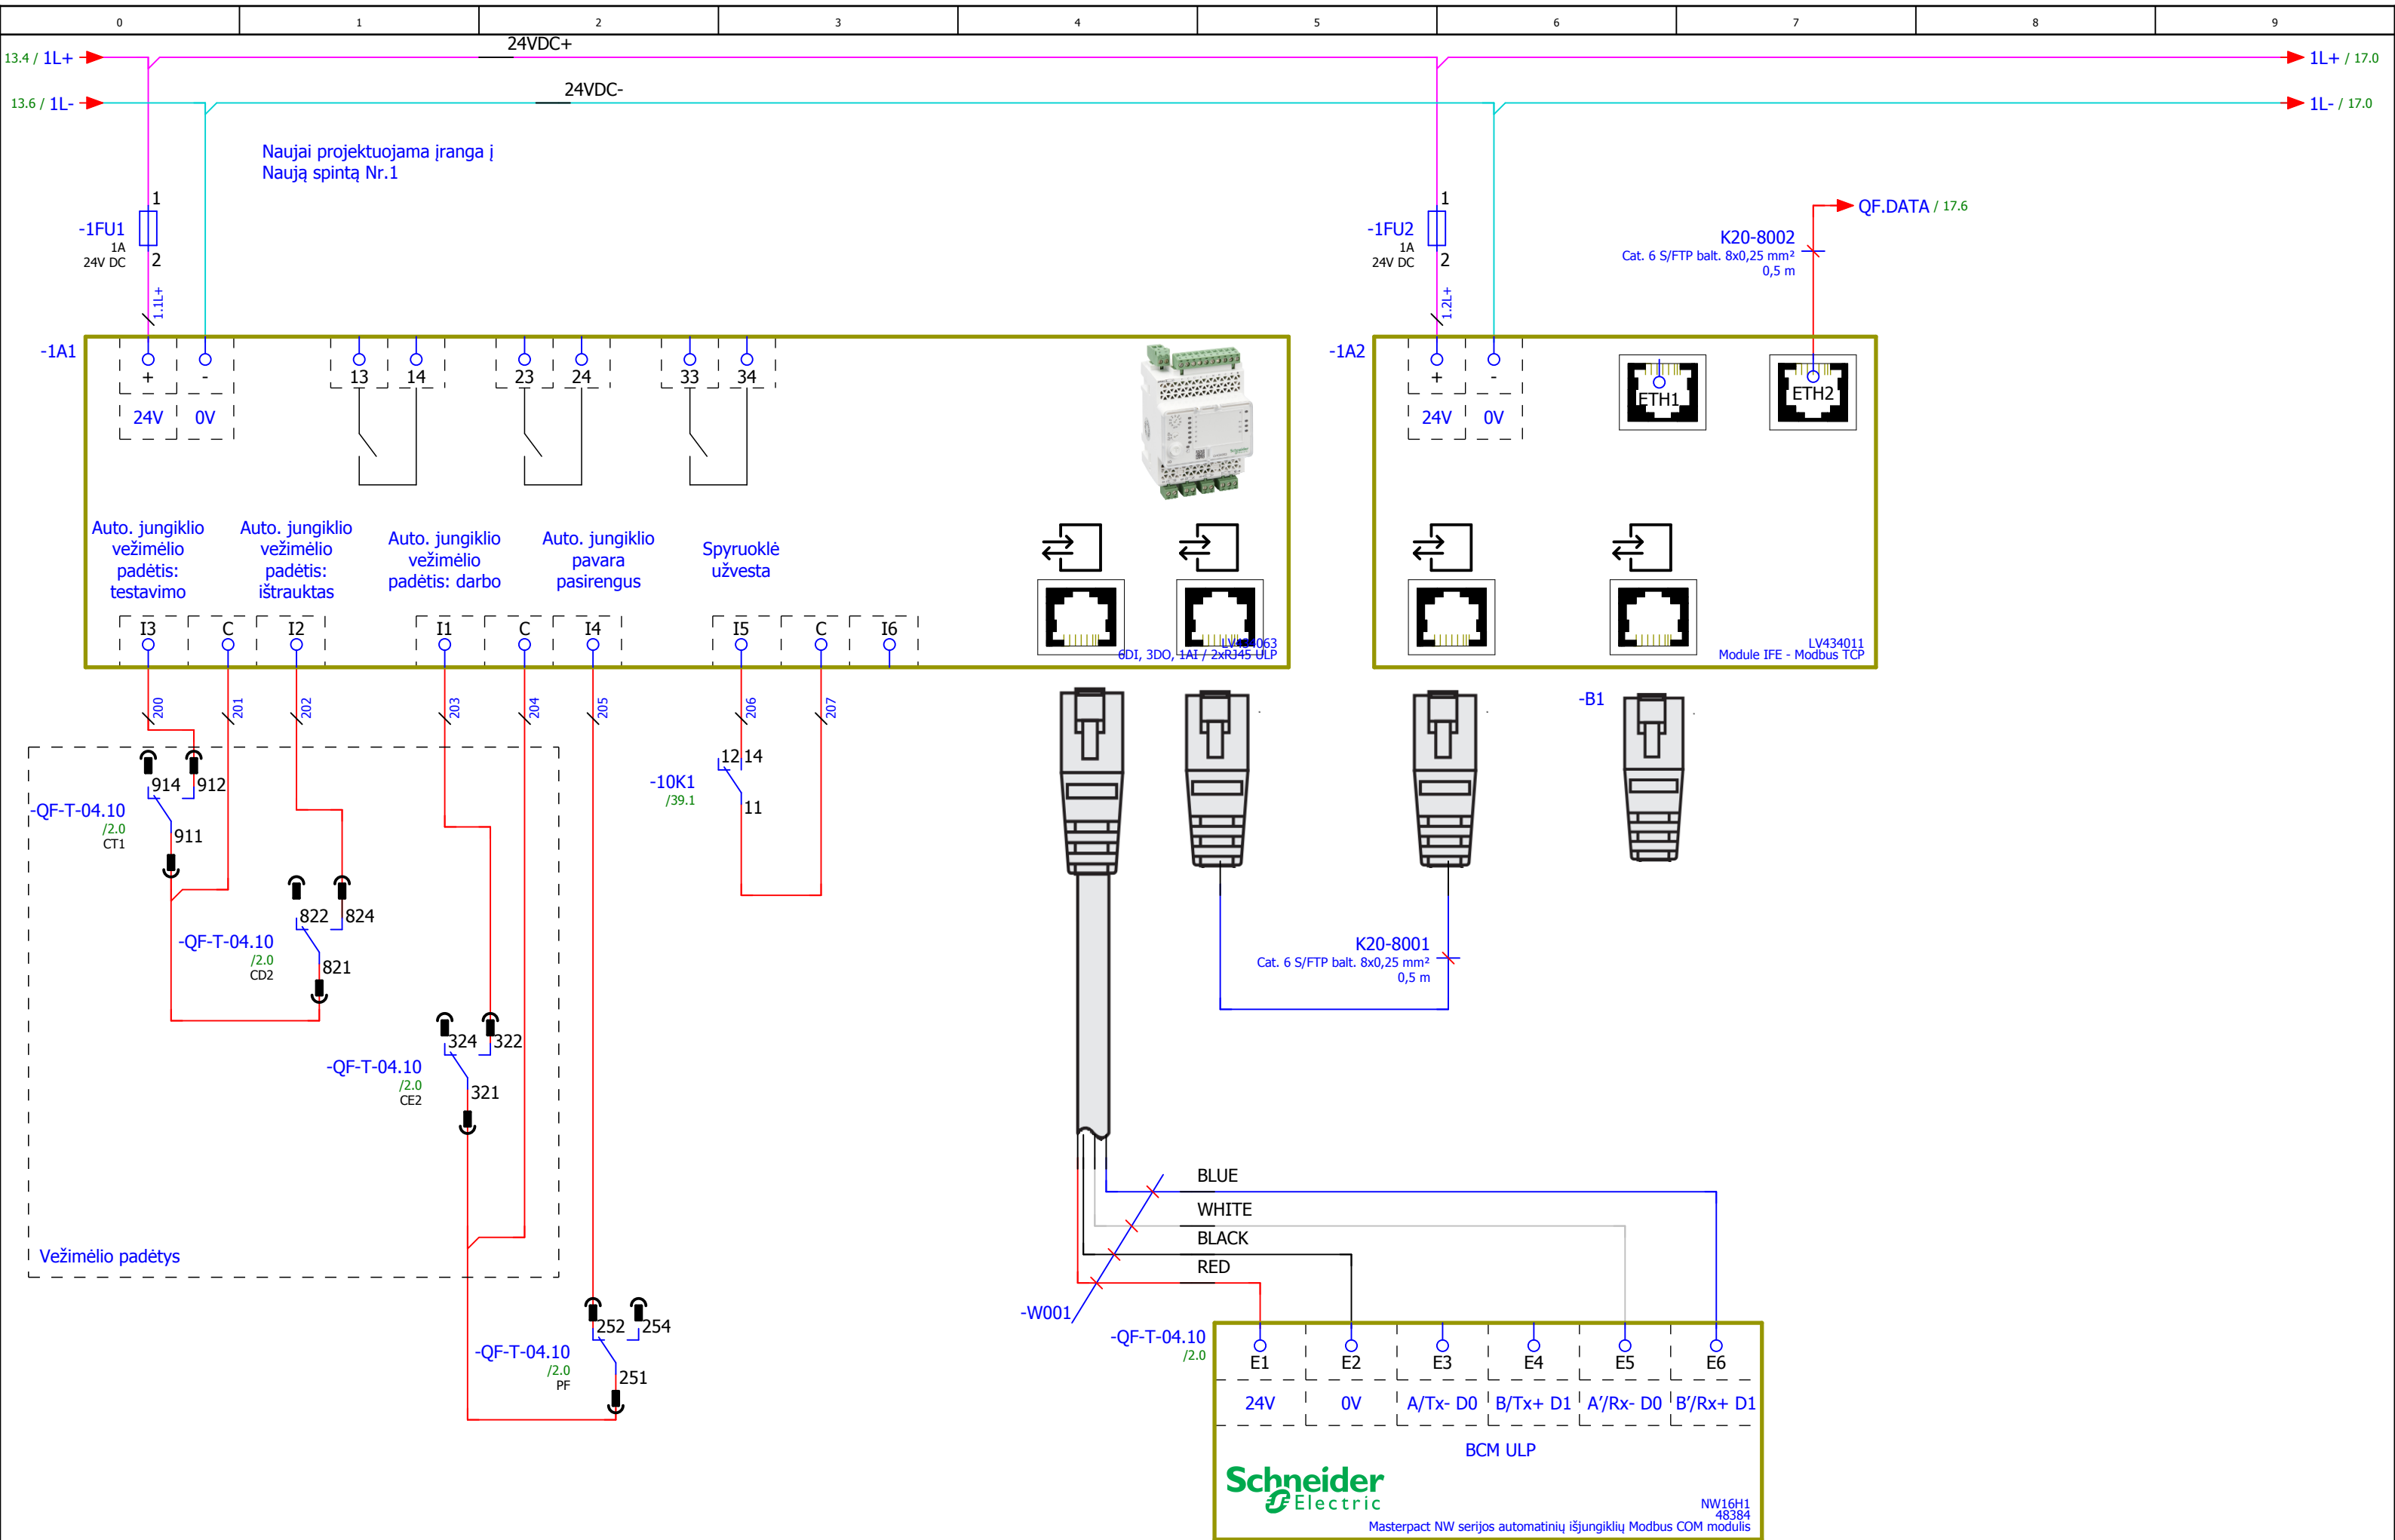 0 1 2 3 4 5 6 7 8 9
24VDC+
13.4 / 1L+
1L+ / 17.0
24VDC-
13.6 / 1L-
1L- / 17.0
Naujai projektuojama įranga į
Naują spintą Nr.1
1
-1FU1
1A
24V DC
2
1.1L+
1
-1FU2
1A
24V DC
2
1.2L+
QF.DATA / 17.6
K20-8002
Cat. 6 S/FTP balt. 8x0,25 mm²
0,5 m
-1A1
+ - 13 14 23 24 33 34
24V 0V
-1A2
+ -
24V 0V
ETH1
ETH2
Auto. jungiklio
vežimėlio
padėtis:
testavimo
Auto. jungiklio
vežimėlio
padėtis:
ištrauktas
Auto. jungiklio
vežimėlio
padėtis: darbo
Auto. jungiklio
pavara
pasirengus
Spyruoklė
užvesta
I3 C I2 I1 C I4 I5 C I6
LV434063
6DI, 3DO, 1AI / 2xRJ45 ULP
LV434011
Module IFE - Modbus TCP
200 201 202 203 204 205 206 207
-B1
914 912
-QF-T-04.10
/2.0
CT1
911
12 14
-10K1
/39.1
11
822 824
-QF-T-04.10
/2.0
CD2
821
K20-8001
Cat. 6 S/FTP balt. 8x0,25 mm²
0,5 m
324 322
-QF-T-04.10
/2.0
CE2
321
Vežimėlio padėtys
252 254
-QF-T-04.10
/2.0
PF
251
BLUE
WHITE
BLACK
RED
-W001
-QF-T-04.10
/2.0
E1 E2 E3 E4 E5 E6
24V 0V A/Tx- D0 B/Tx+ D1 A'/Rx- D0 B'/Rx+ D1
BCM ULP
Schneider
Electric
NW16H1
48384
Masterpact NW serijos automatinių išjungiklių Modbus COM modulis